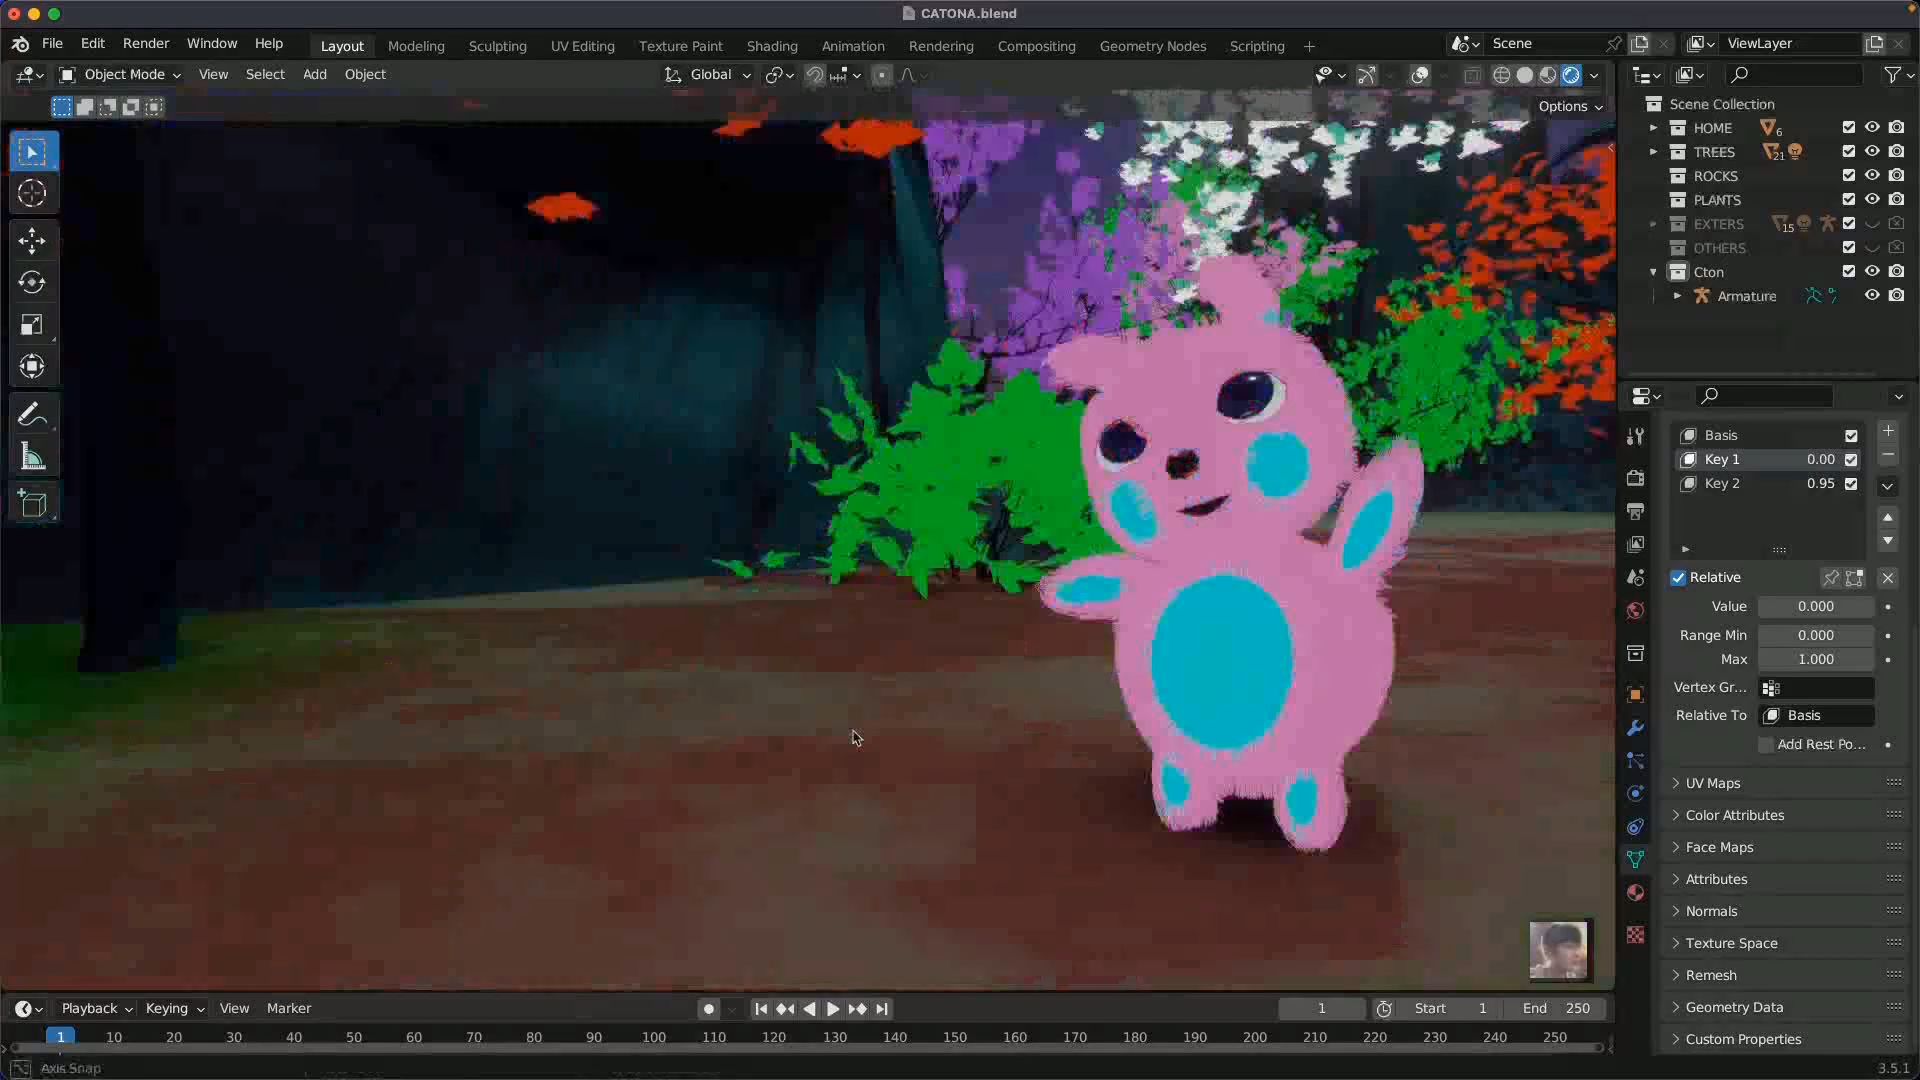 CATONA.blend
File Edit Render Window Help Layout Modeling Sculpting UV Editing Texture Paint Shading Animation Rendering Compositing Geometry Nodes Scripting + Scene ViewLayer
Object Mode View Select Add Object Global
Options
Scene Collection
HOME 6
TREES 21
ROCKS
PLANTS
EXTERS 15
OTHERS
Cton
Armature
Basis
Key 1 0.00
Key 2 0.95
Relative
Value 0.000
Range Min 0.000
Max 1.000
Vertex Gr...
Relative To Basis
Add Rest Po...
UV Maps
Color Attributes
Face Maps
Attributes
Normals
Texture Space
Remesh
Geometry Data
Custom Properties
Playback Keying View Marker 1 Start 1 End 250
1 10 20 30 40 50 60 70 80 90 100 110 120 130 140 150 160 170 180 190 200 210 220 230 240 250
Axis Snap 3.5.1